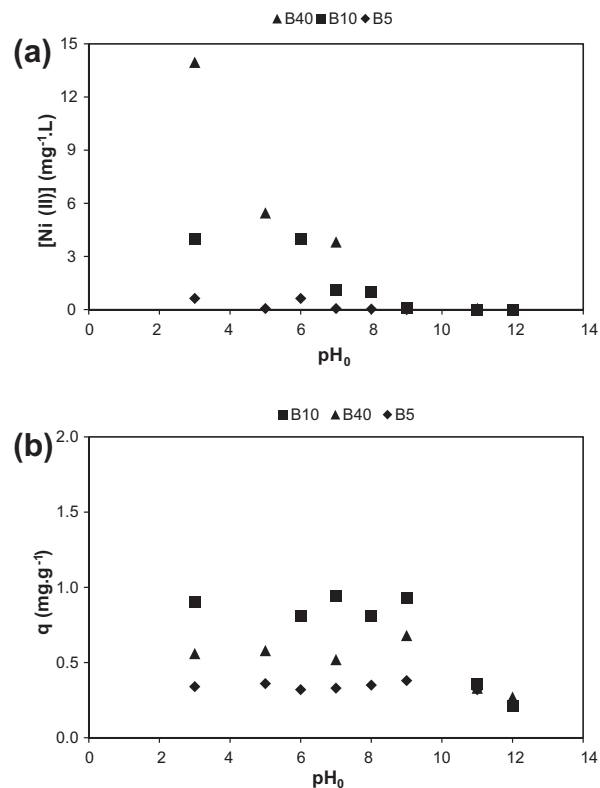 ▲B40 ■B10 ◆B5
(a)
15
12
9
6
3
0
[Ni (II)] (mg⁻¹.L)
0 2 4 6 8 10 12 14
pH₀
■B10 ▲B40 ◆B5
(b)
2.0
1.5
1.0
0.5
0.0
q (mg.g⁻¹)
0 2 4 6 8 10 12 14
pH₀